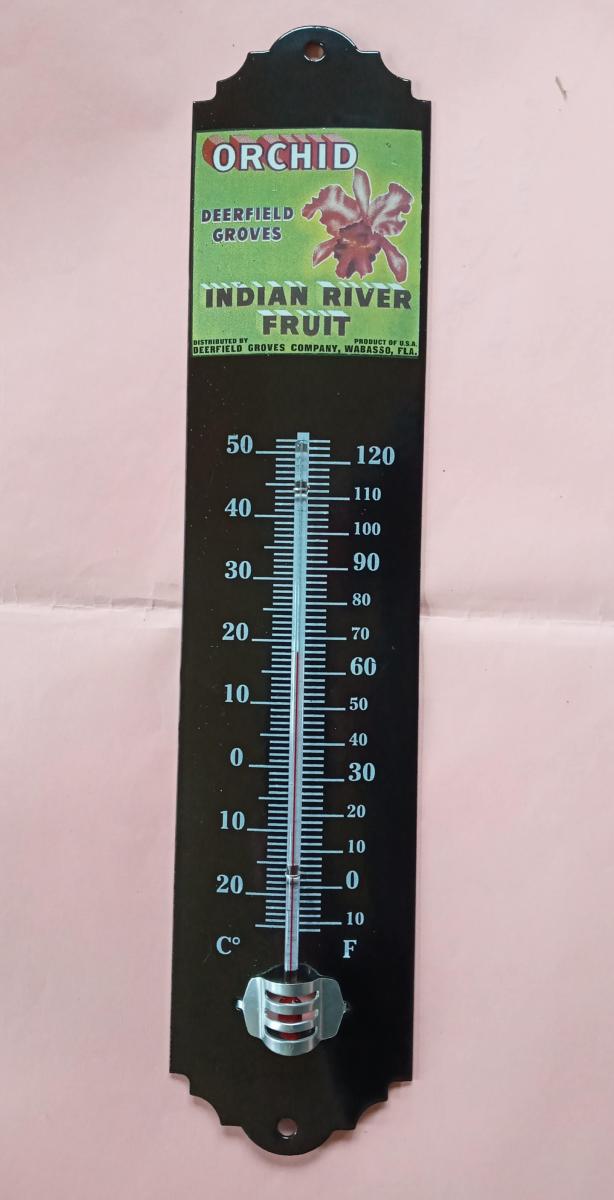 ORCHID
DEERFIELD
GROVES
INDIAN RIVER
FRUIT
DISTRIBUTED BY PRODUCT OF U.S.A.
DEERFIELD GROVES COMPANY, WABASSO, FLA.
50 120
40 110
100
30 90
80
20 70
60
10 50
40
0 30
10 20
10
20 0
10
C° F